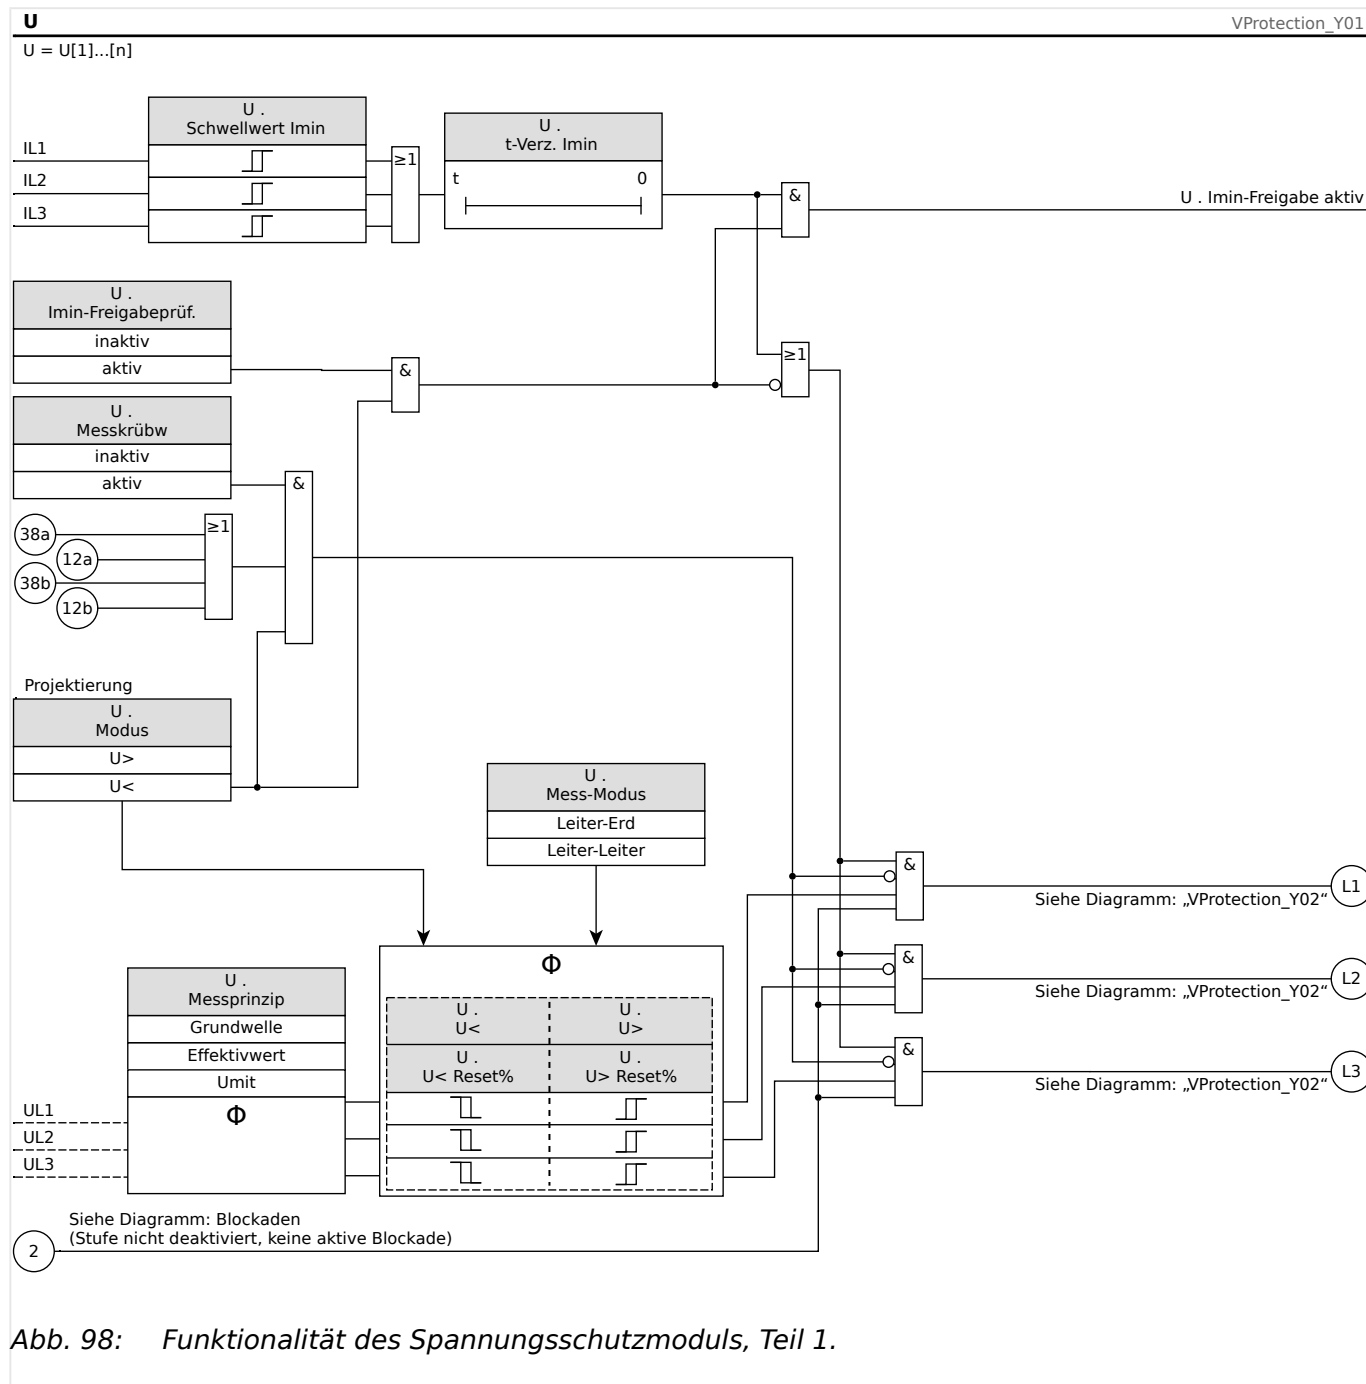 U
VProtection_Y01
U = U[1]...[n]
U .
Schwellwert Imin
IL1
IL2
IL3
≥1
U .
t-Verz. Imin
t 0
&
U . Imin-Freigabe aktiv
U .
Imin-Freigabeprüf.
inaktiv
aktiv
&
≥1
U .
Messkrübw
inaktiv
aktiv
&
38a
12a
38b
12b
≥1
Projektierung
U .
Modus
U>
U<
U .
Mess-Modus
Leiter-Erd
Leiter-Leiter
&
L1
Siehe Diagramm: „VProtection_Y02“
&
L2
Siehe Diagramm: „VProtection_Y02“
&
L3
Siehe Diagramm: „VProtection_Y02“
U .
Messprinzip
Grundwelle
Effektivwert
Umit
Φ
UL1
UL2
UL3
Φ
U .
U<
U .
U>
U .
U< Reset%
U .
U> Reset%
Siehe Diagramm: Blockaden
(Stufe nicht deaktiviert, keine aktive Blockade)
2
Abb. 98: Funktionalität des Spannungsschutzmoduls, Teil 1.